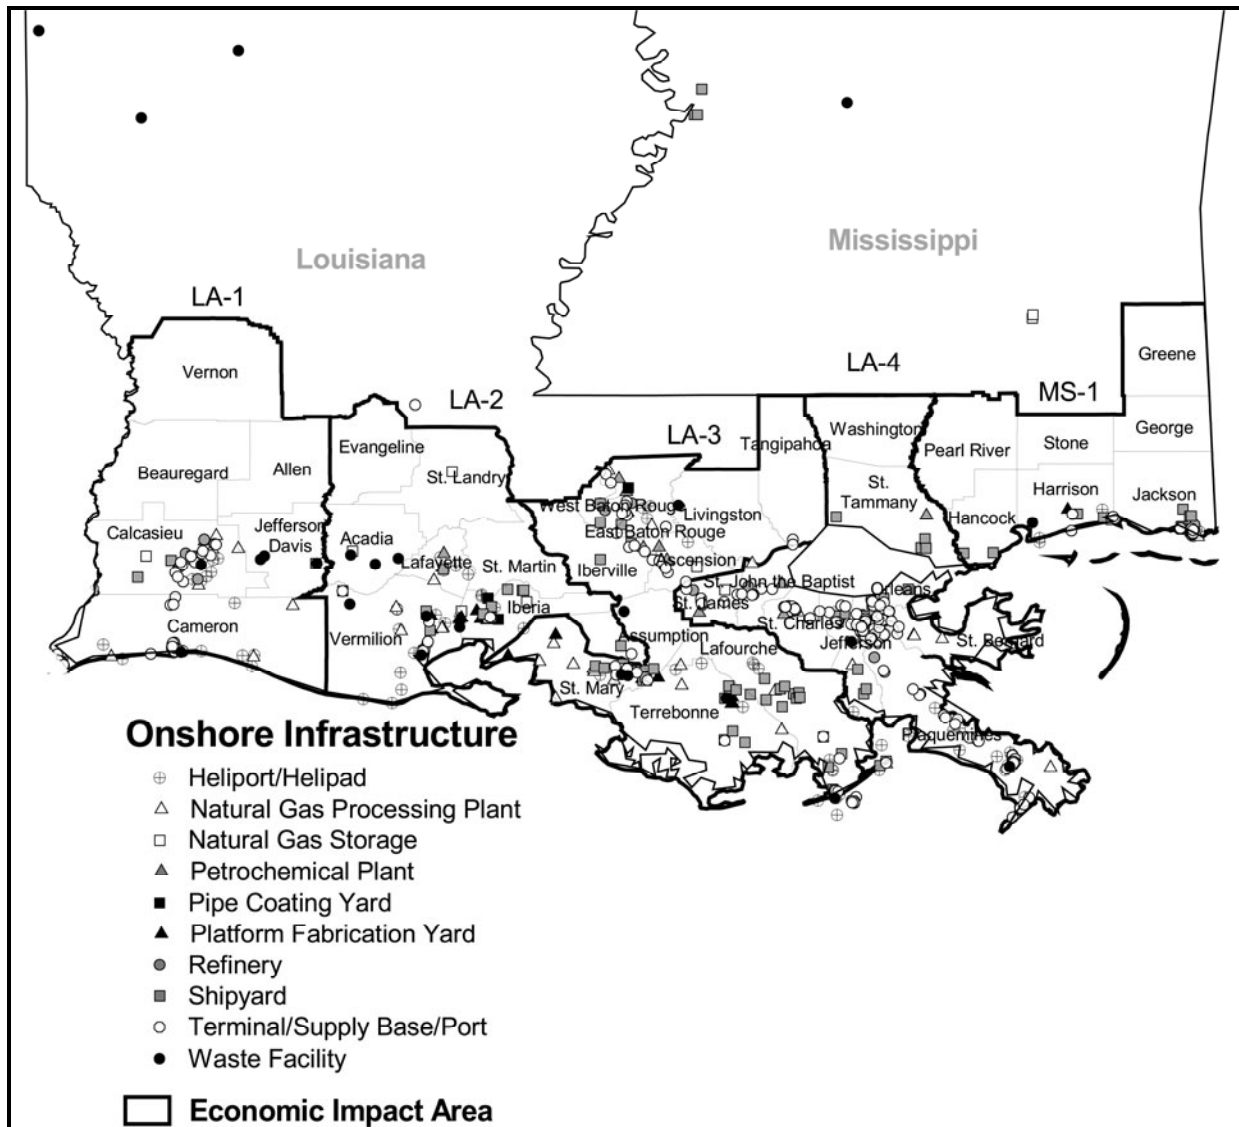 Louisiana
Mississippi
LA-1
LA-2
LA-3
LA-4
MS-1
Vernon
Beauregard
Allen
Calcasieu
Jefferson
Davis
Cameron
Evangeline
St. Landry
Acadia
Lafayette
St. Martin
Iberia
Vermilion
West Baton Rouge
East Baton Rouge
Livingston
Tangipahoa
Iberville
Ascension
St. John the Baptist
St. James
St. Charles
Assumption
Lafourche
St. Mary
Terrebonne
Washington
St.
Tammany
Orleans
Jefferson
St. Bernard
Plaquemines
Pearl River
Stone
Greene
George
Hancock
Harrison
Jackson
Onshore Infrastructure
Heliport/Helipad
Natural Gas Processing Plant
Natural Gas Storage
Petrochemical Plant
Pipe Coating Yard
Platform Fabrication Yard
Refinery
Shipyard
Terminal/Supply Base/Port
Waste Facility
Economic Impact Area